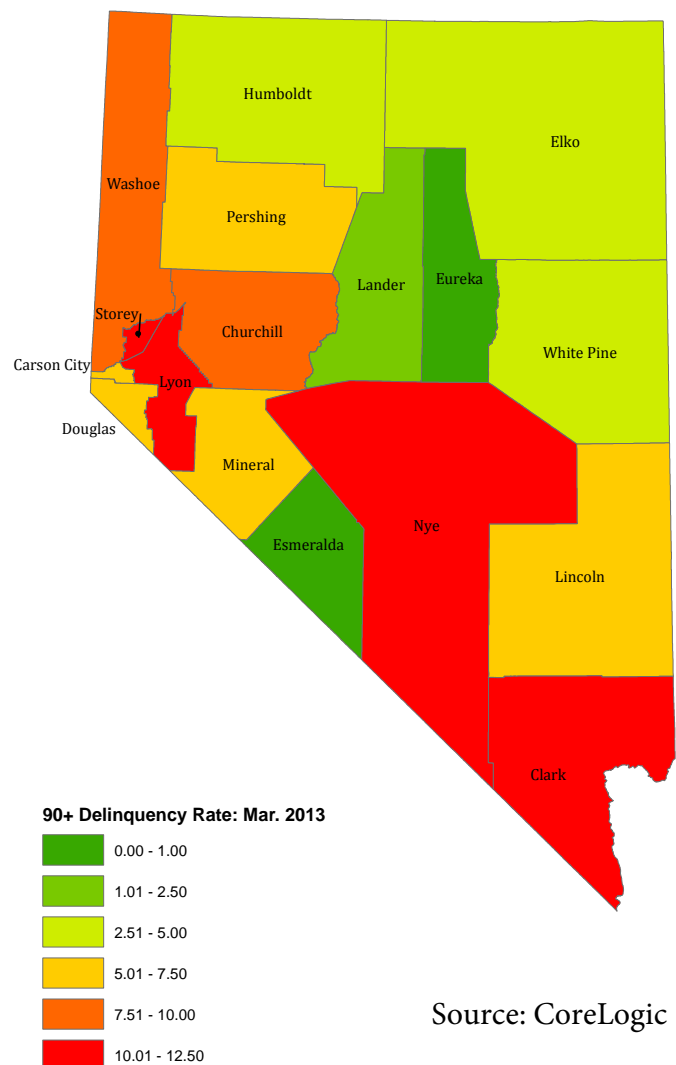 Humboldt
Elko
Washoe
Pershing
Eureka
Lander
Storey
Churchill
White Pine
Carson City
Lyon
Douglas
Mineral
Nye
Esmeralda
Lincoln
Clark
90+ Delinquency Rate: Mar. 2013
0.00 - 1.00
1.01 - 2.50
2.51 - 5.00
5.01 - 7.50
7.51 - 10.00
10.01 - 12.50
Source: CoreLogic